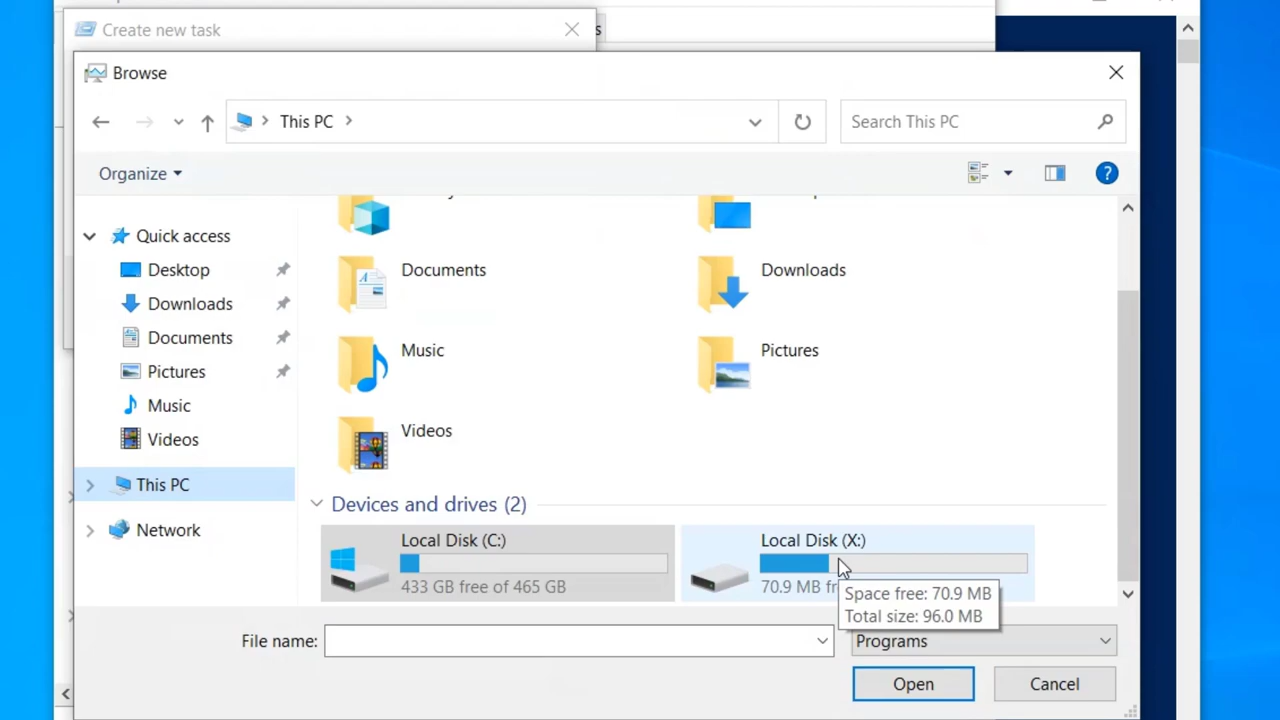 Create new task
s
Browse
This PC
Search This PC
Organize
?
Quick access
Desktop
Downloads
Documents
Pictures
Music
Videos
This PC
Network
Documents
Downloads
Music
Pictures
Videos
Devices and drives (2)
Local Disk (C:)
433 GB free of 465 GB
Local Disk (X:)
70.9 MB
Space free: 70.9 MB
Total size: 96.0 MB
File name:
Programs
Open
Cancel